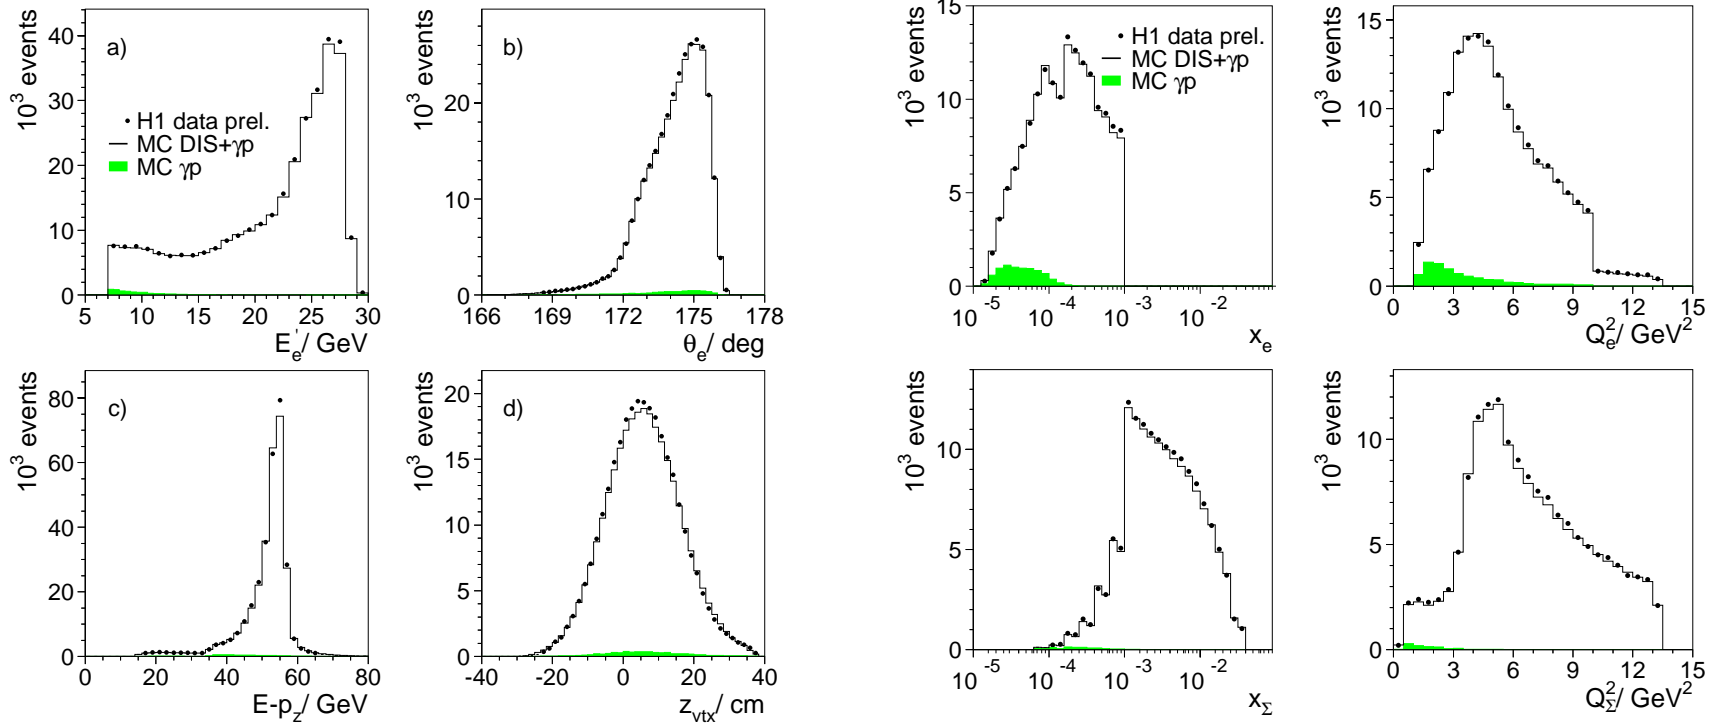 10³ events
a)
40
30
20
10
0
H1 data prel.
MC DIS+γp
MC γp
5 10 15 20 25 30
E'e/ GeV
10³ events
b)
20
10
0
166 169 172 175 178
θe/ deg
10³ events
15
10
5
0
H1 data prel.
MC DIS+γp
MC γp
10⁻⁵ 10⁻⁴ 10⁻³ 10⁻²
xe
10³ events
15
10
5
0
0 3 6 9 12 15
Q²e/ GeV²
10³ events
c)
80
60
40
20
0
0 20 40 60 80
E-pz/ GeV
10³ events
d)
20
15
10
5
0
-40 -20 0 20 40
zvtx/ cm
10³ events
10
5
0
10⁻⁵ 10⁻⁴ 10⁻³ 10⁻²
xΣ
10³ events
10
5
0
0 3 6 9 12 15
Q²Σ/ GeV²